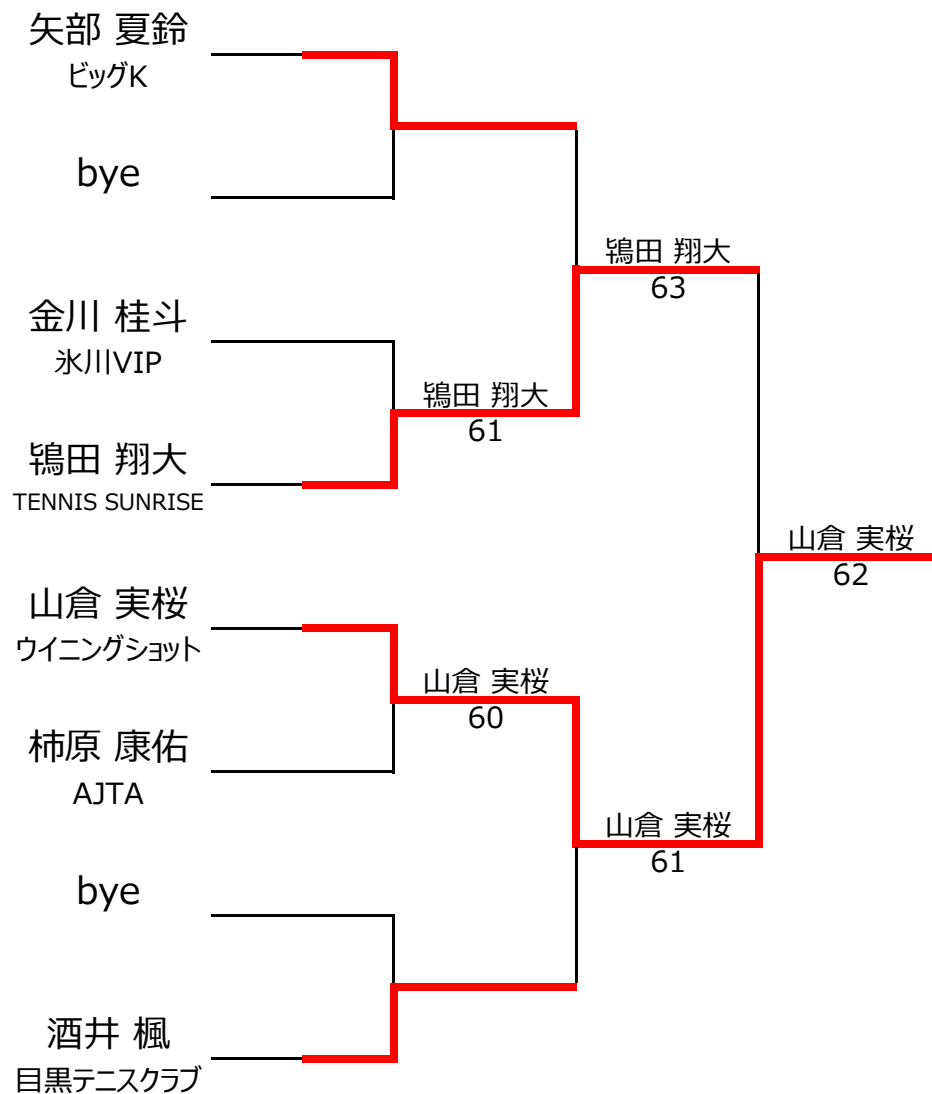 矢部 夏鈴
ビッグK
bye
鴇田 翔大
63
金川 桂斗
氷川VIP
鴇田 翔大
61
鴇田 翔大
TENNIS SUNRISE
山倉 実桜
62
山倉 実桜
ウイニングショット
山倉 実桜
60
柿原 康佑
AJTA
山倉 実桜
61
bye
酒井 楓
目黒テニスクラブ